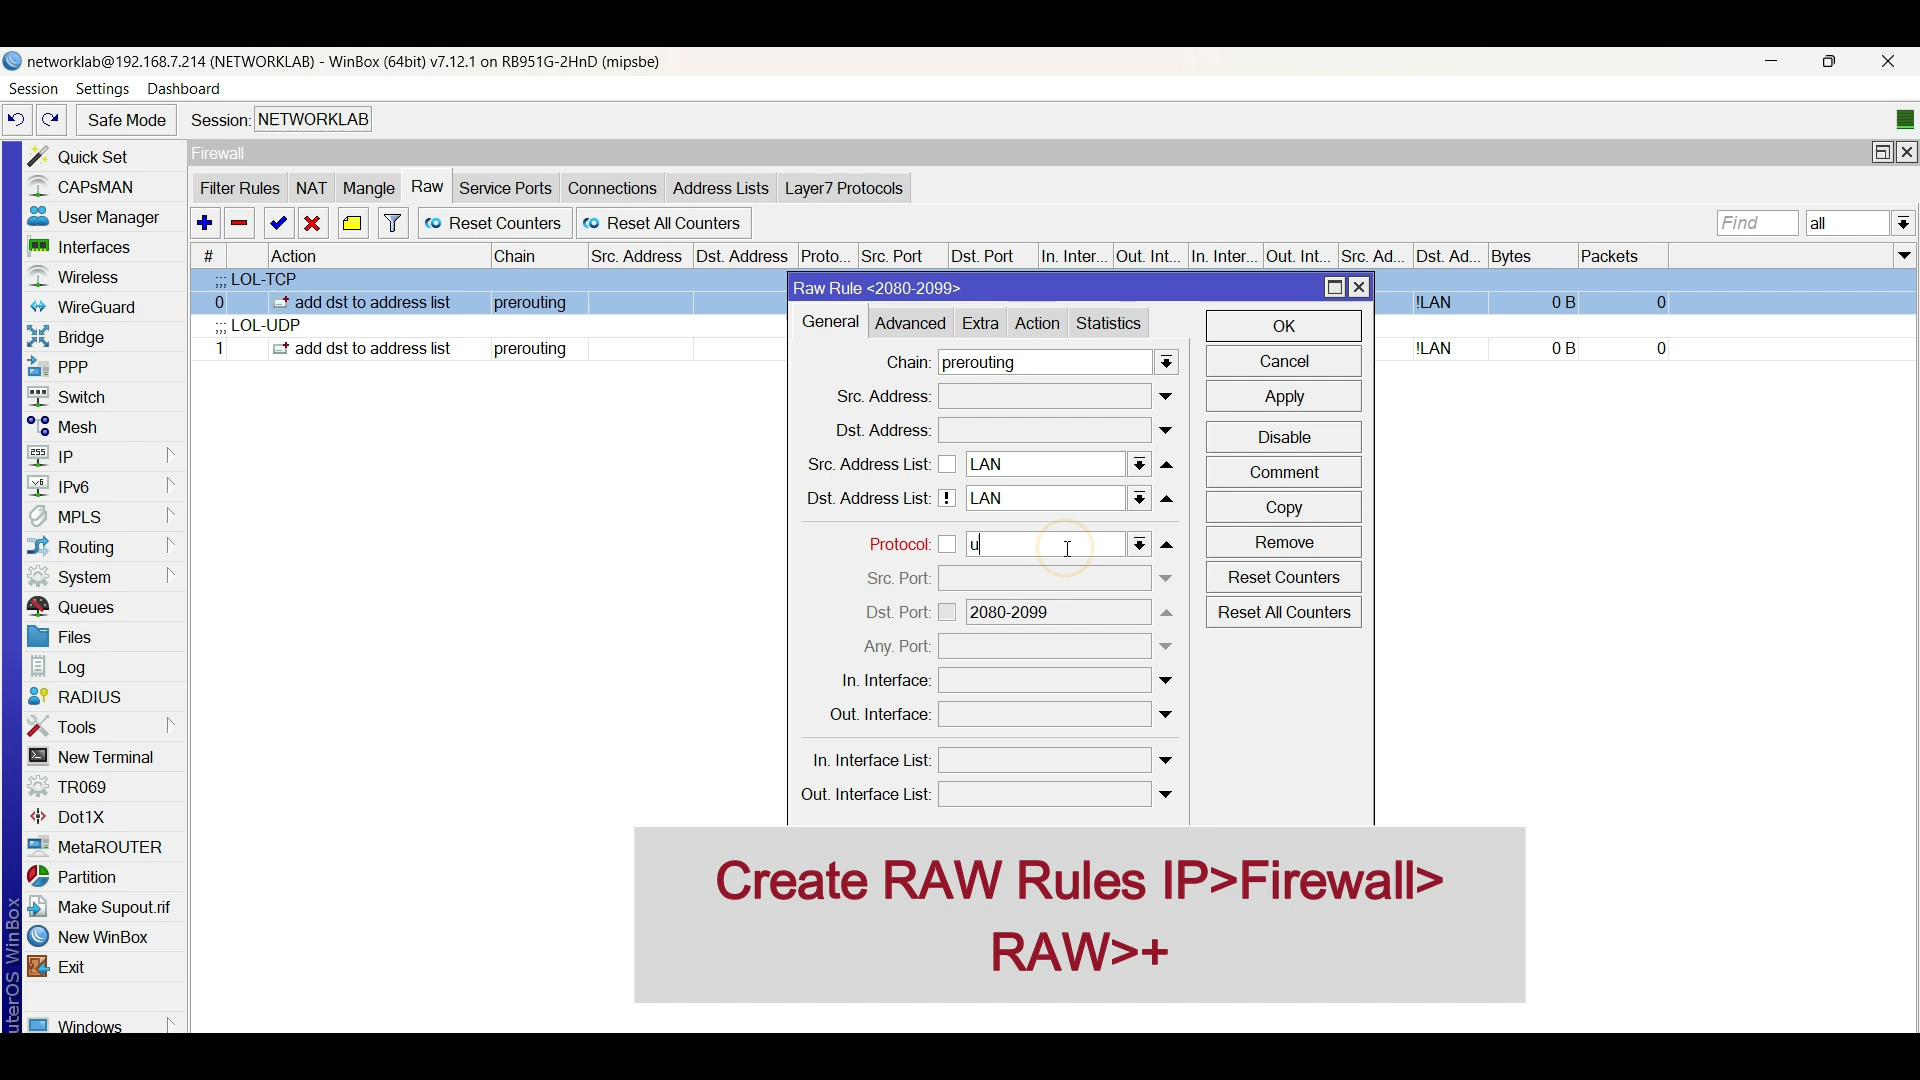 networklab@192.168.7.214 (NETWORKLAB) - WinBox (64bit) v7.12.1 on RB951G-2HnD (mipsbe)
Session Settings Dashboard
Safe Mode Session: NETWORKLAB
Quick Set
CAPsMAN
User Manager
Interfaces
Wireless
WireGuard
Bridge
PPP
Switch
Mesh
255 IP
v6 IPv6
MPLS
Routing
System
Queues
Files
Log
RADIUS
Tools
New Terminal
TR069
Dot1X
MetaROUTER
Partition
Make Supout.rif
New WinBox
Exit
Windows
uterOS WinBox
Firewall
Filter Rules NAT Mangle Raw Service Ports Connections Address Lists Layer7 Protocols
Reset Counters Reset All Counters Find all
# Action Chain Src. Address Dst. Address Proto... Src. Port Dst. Port In. Inter... Out. Int... In. Inter... Out. Int... Src. Ad... Dst. Ad... Bytes Packets
;;; LOL-TCP
0 add dst to address list prerouting !LAN 0 B 0
;;; LOL-UDP
1 add dst to address list prerouting !LAN 0 B 0
Raw Rule <2080-2099>
General Advanced Extra Action Statistics
Chain: prerouting
Src. Address:
Dst. Address:
Src. Address List: LAN
Dst. Address List: ! LAN
Protocol: u
Src. Port:
Dst. Port: 2080-2099
Any. Port:
In. Interface:
Out. Interface:
In. Interface List:
Out. Interface List:
OK
Cancel
Apply
Disable
Comment
Copy
Remove
Reset Counters
Reset All Counters
Create RAW Rules IP>Firewall>
RAW>+